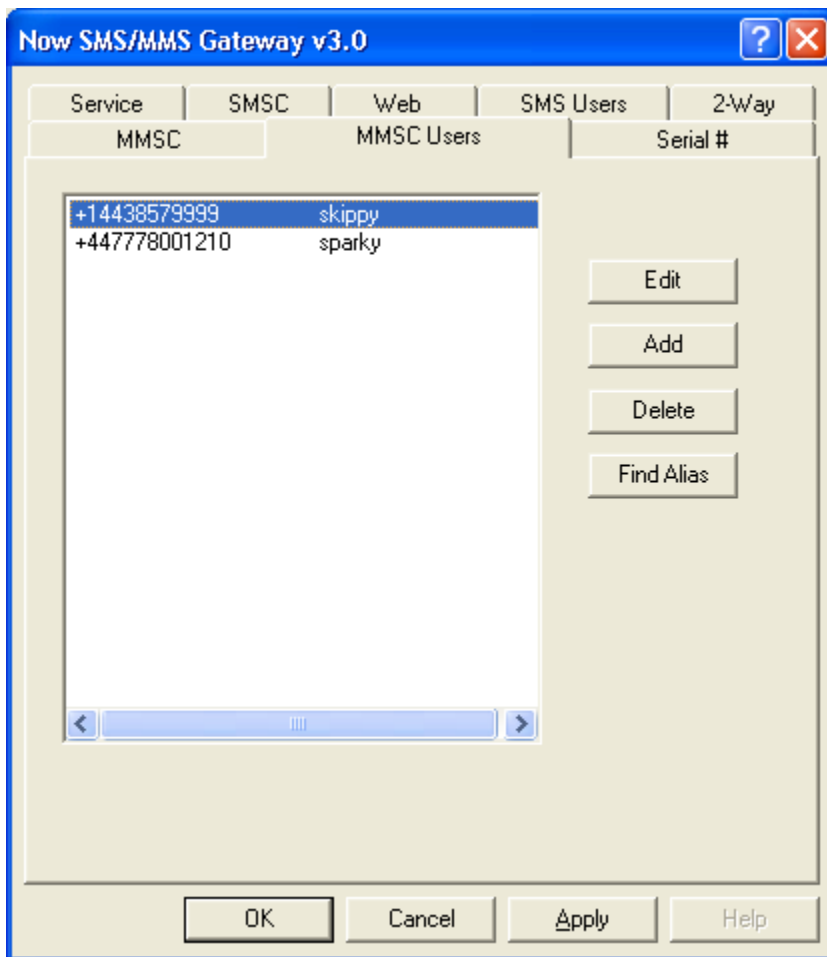 Now SMS/MMS Gateway v3.0
Service SMSC Web SMS Users 2-Way
MMSC MMSC Users Serial #
+14438579999 skippy
+447778001210 sparky
Edit
Add
Delete
Find Alias
OK Cancel Apply Help